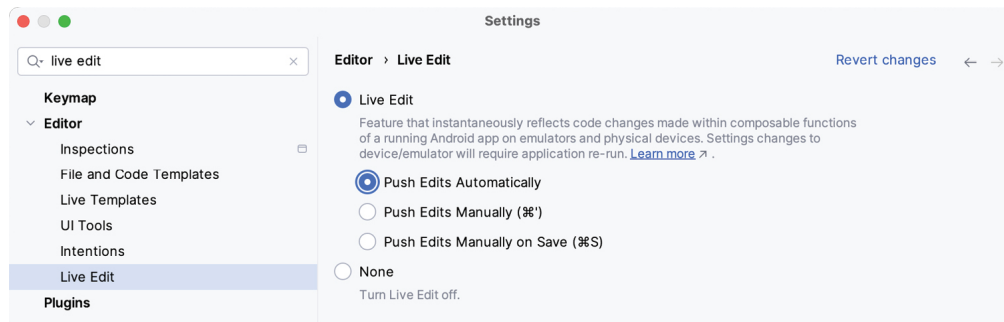 Settings
live edit
Keymap
Editor
Inspections
File and Code Templates
Live Templates
UI Tools
Intentions
Live Edit
Plugins
Editor › Live Edit
Revert changes
Live Edit
Feature that instantaneously reflects code changes made within composable functions
of a running Android app on emulators and physical devices. Settings changes to
device/emulator will require application re-run. Learn more ↗ .
Push Edits Automatically
Push Edits Manually (⌘')
Push Edits Manually on Save (⌘S)
None
Turn Live Edit off.